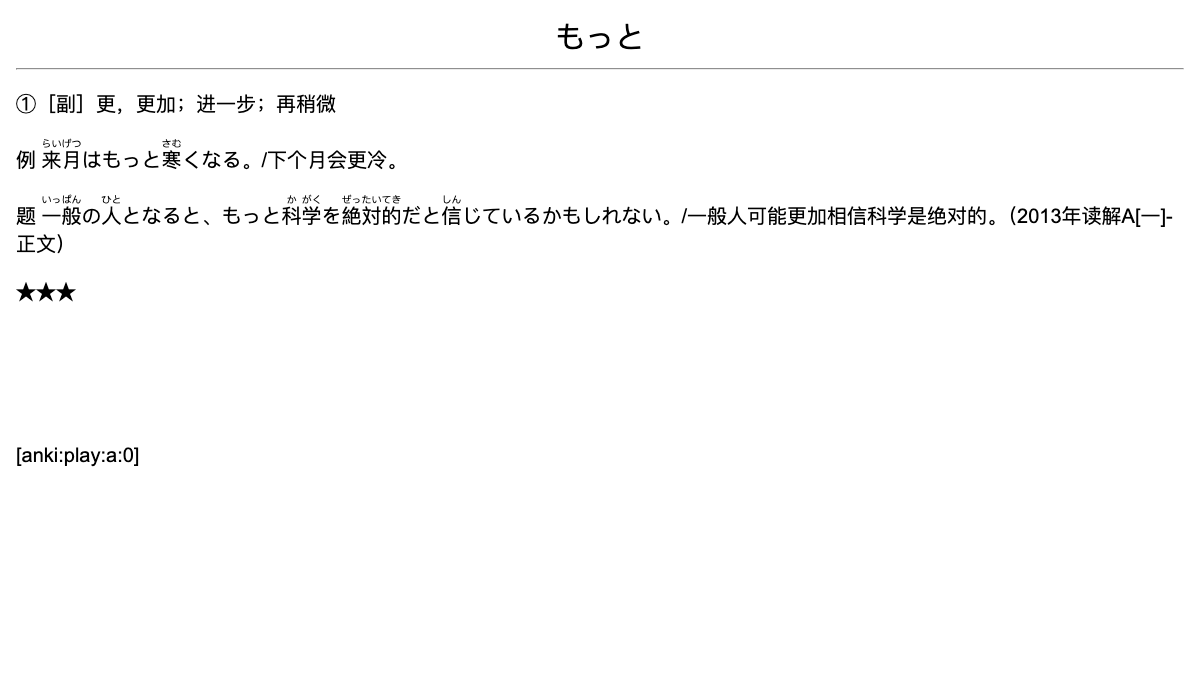 もっと
①［副］更，更加；进一步；再稍微
らいげつ さむ
例 来月はもっと寒くなる。/下个月会更冷。
いっぱん ひと か がく ぜったいてき しん
题 一般の人となると、もっと科学を絶対的だと信じているかもしれない。/一般人可能更加相信科学是绝对的。（2013年读解A[一]-
正文）
★★★
[anki:play:a:0]